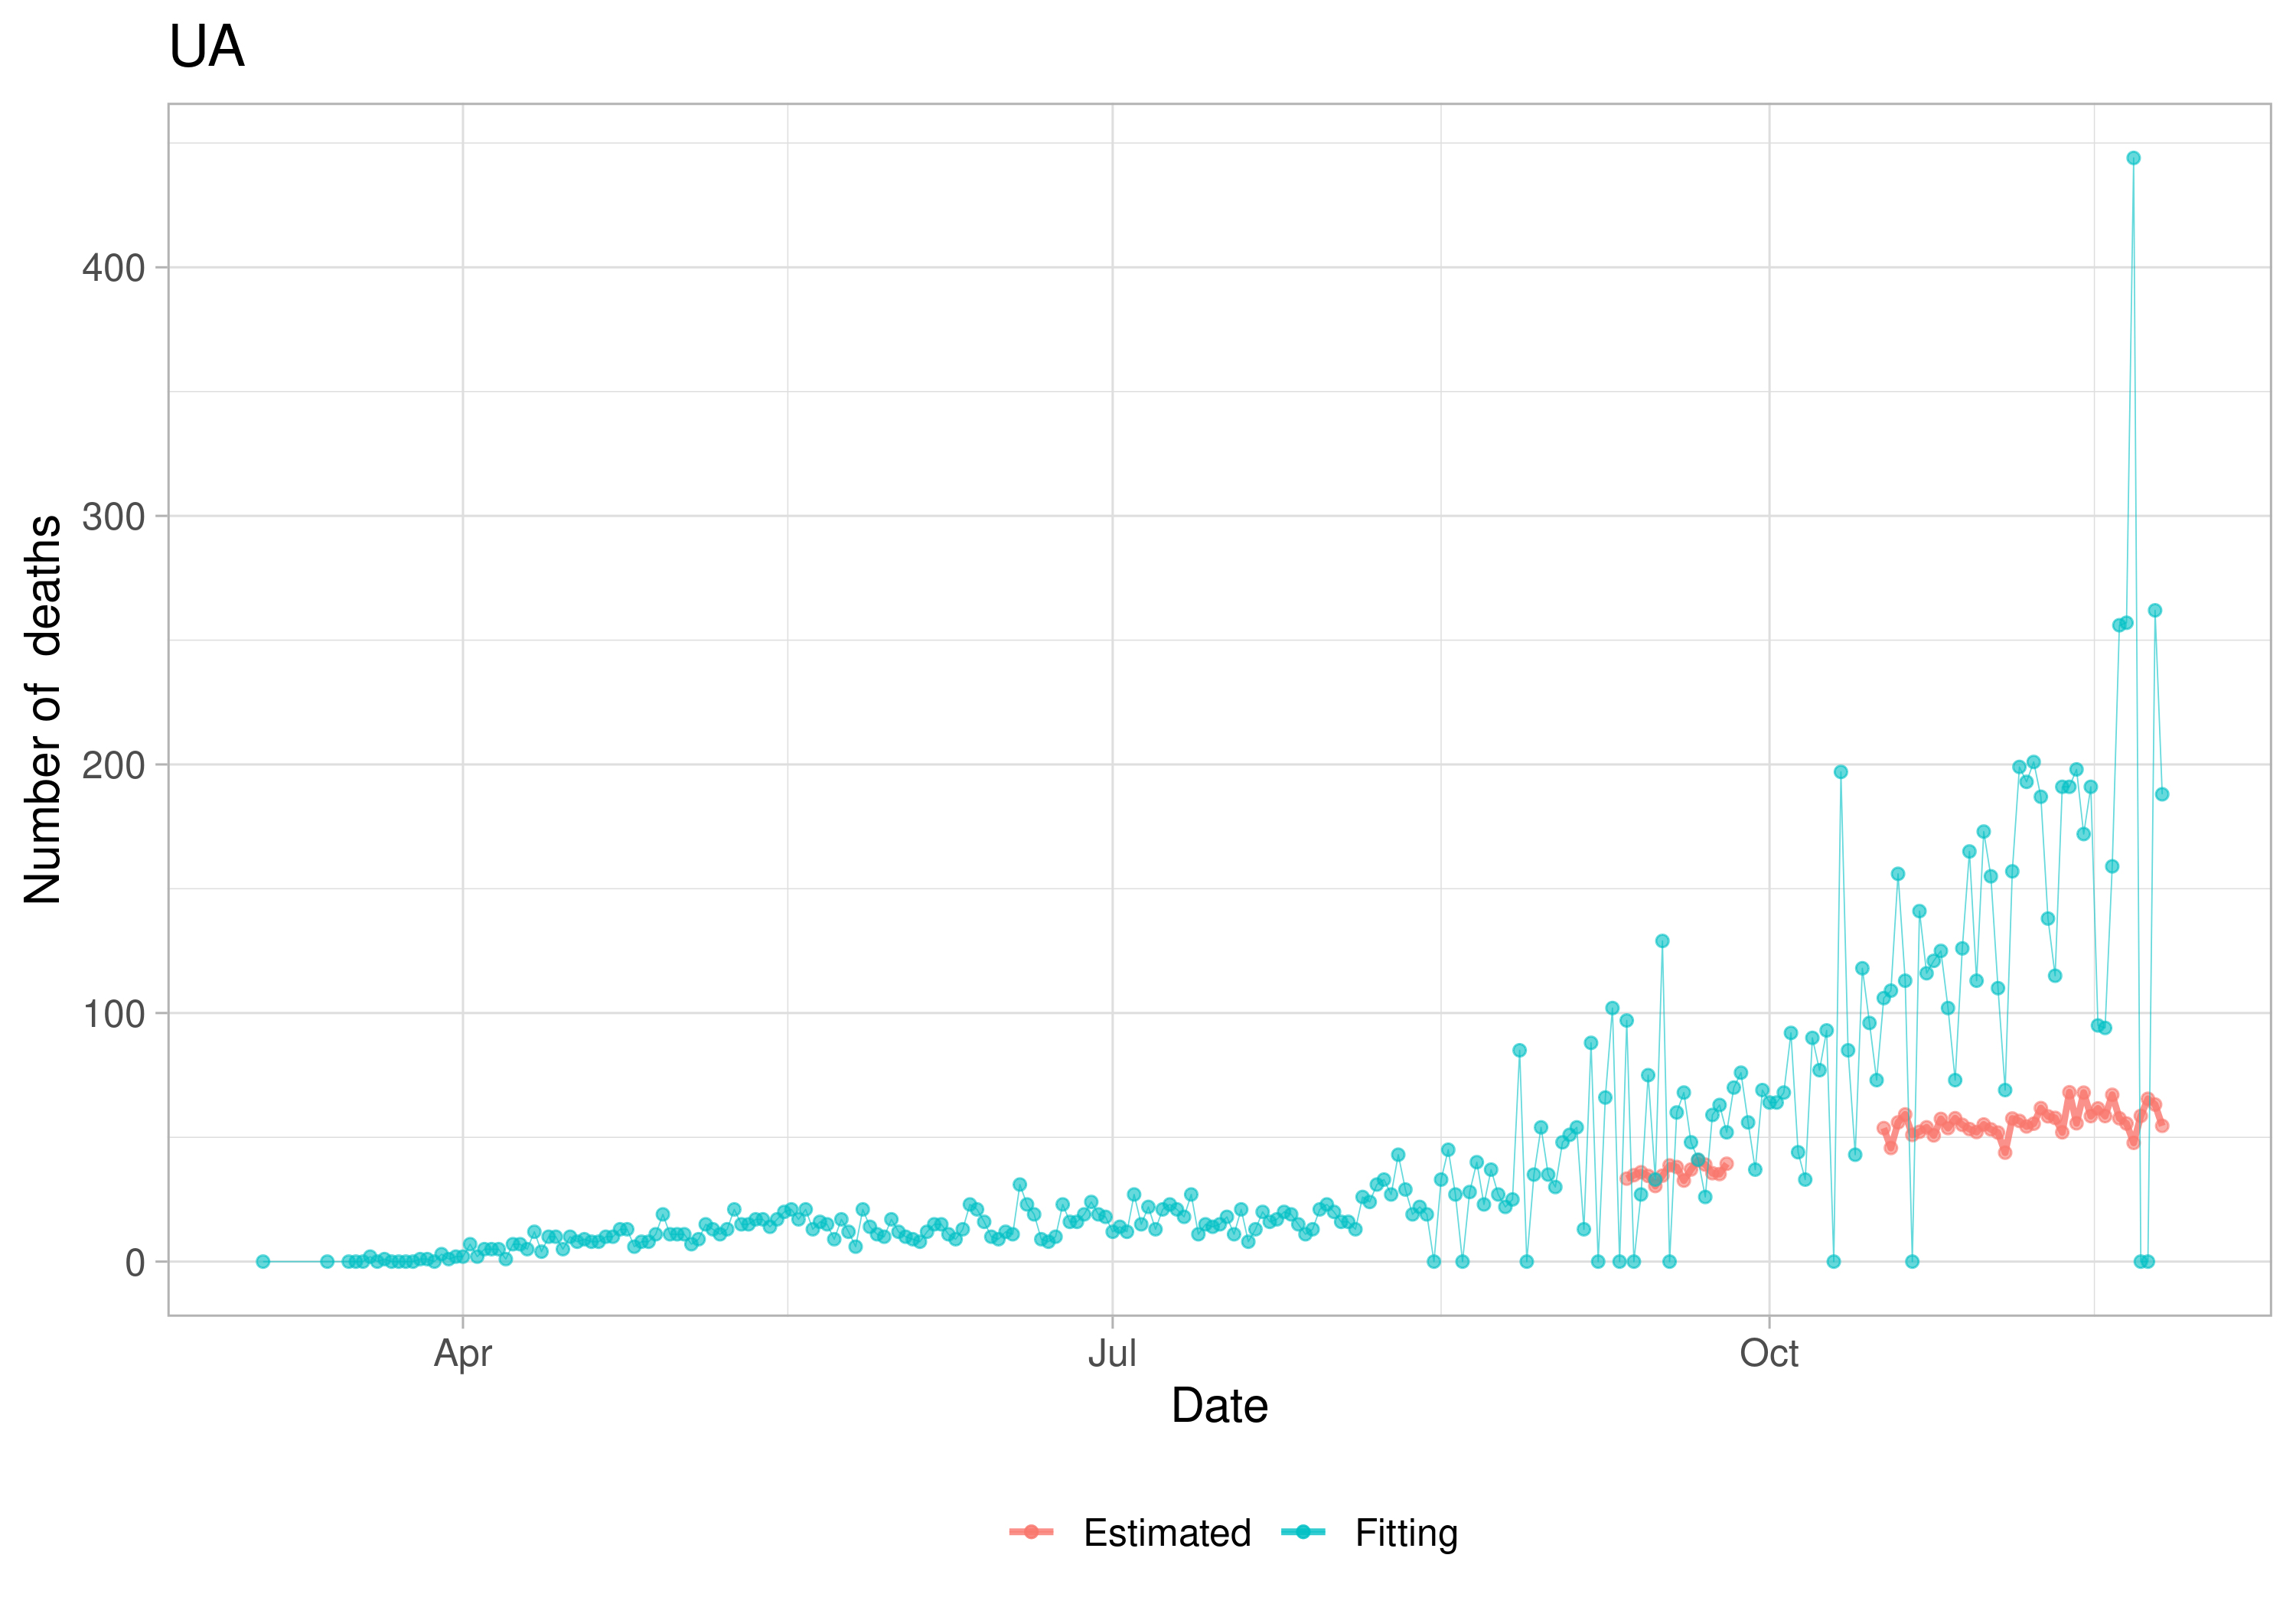 UA
Number of  deaths
400
300
200
100
0
Apr
Jul
Oct
Date
Estimated
Fitting